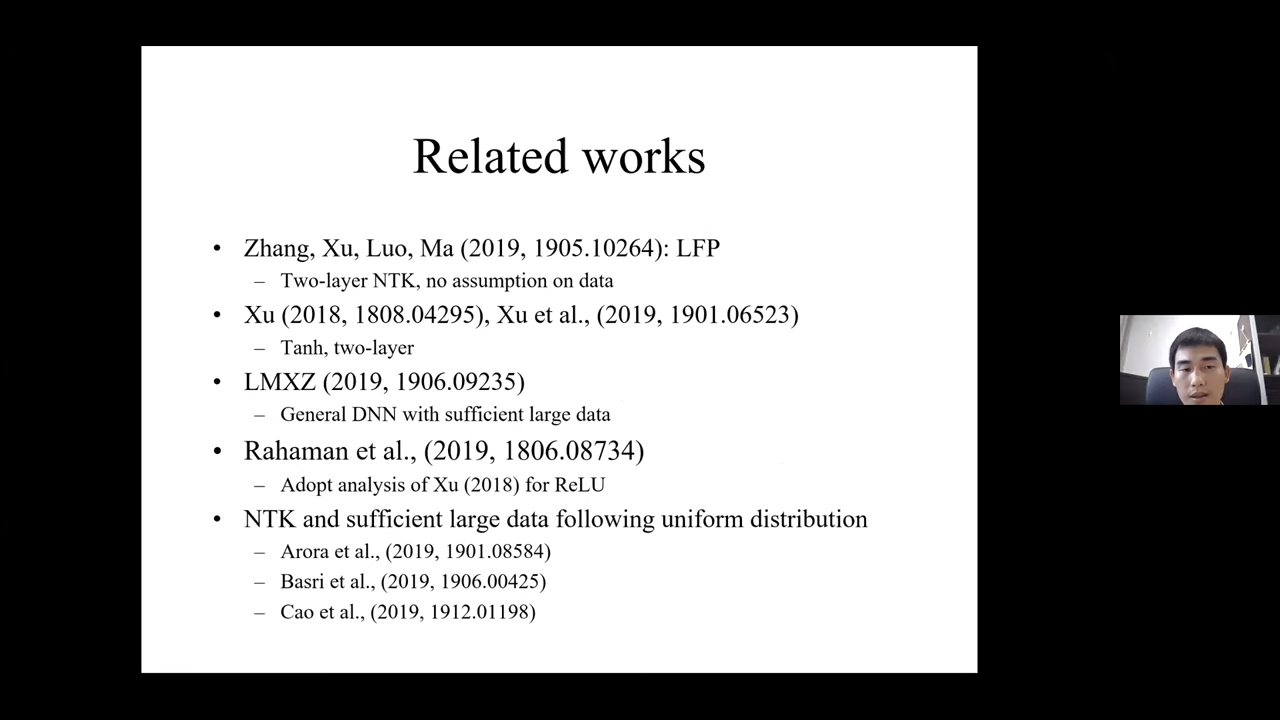 Related works
• Zhang, Xu, Luo, Ma (2019, 1905.10264): LFP
– Two-layer NTK, no assumption on data
• Xu (2018, 1808.04295), Xu et al., (2019, 1901.06523)
– Tanh, two-layer
• LMXZ (2019, 1906.09235)
– General DNN with sufficient large data
• Rahaman et al., (2019, 1806.08734)
– Adopt analysis of Xu (2018) for ReLU
• NTK and sufficient large data following uniform distribution
– Arora et al., (2019, 1901.08584)
– Basri et al., (2019, 1906.00425)
– Cao et al., (2019, 1912.01198)